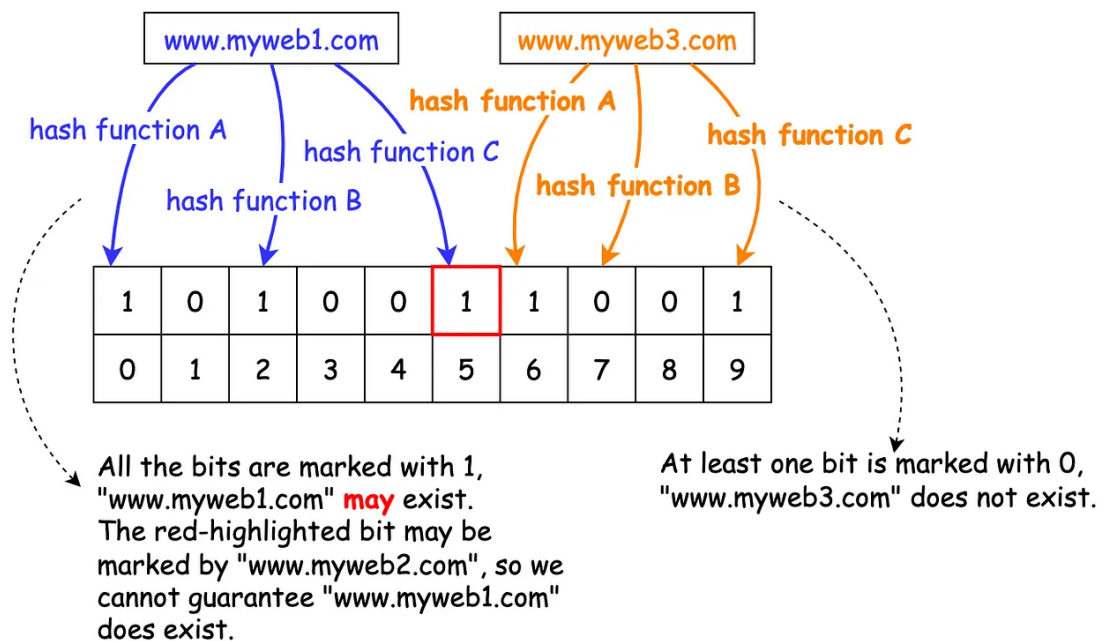 www.myweb1.com
www.myweb3.com
hash function A
hash function B
hash function C
hash function A
hash function B
hash function C
1 0 1 0 0 1 1 0 0 1
0 1 2 3 4 5 6 7 8 9
All the bits are marked with 1,
"www.myweb1.com" may exist.
The red-highlighted bit may be
marked by "www.myweb2.com", so we
cannot guarantee "www.myweb1.com"
does exist.
At least one bit is marked with 0,
"www.myweb3.com" does not exist.